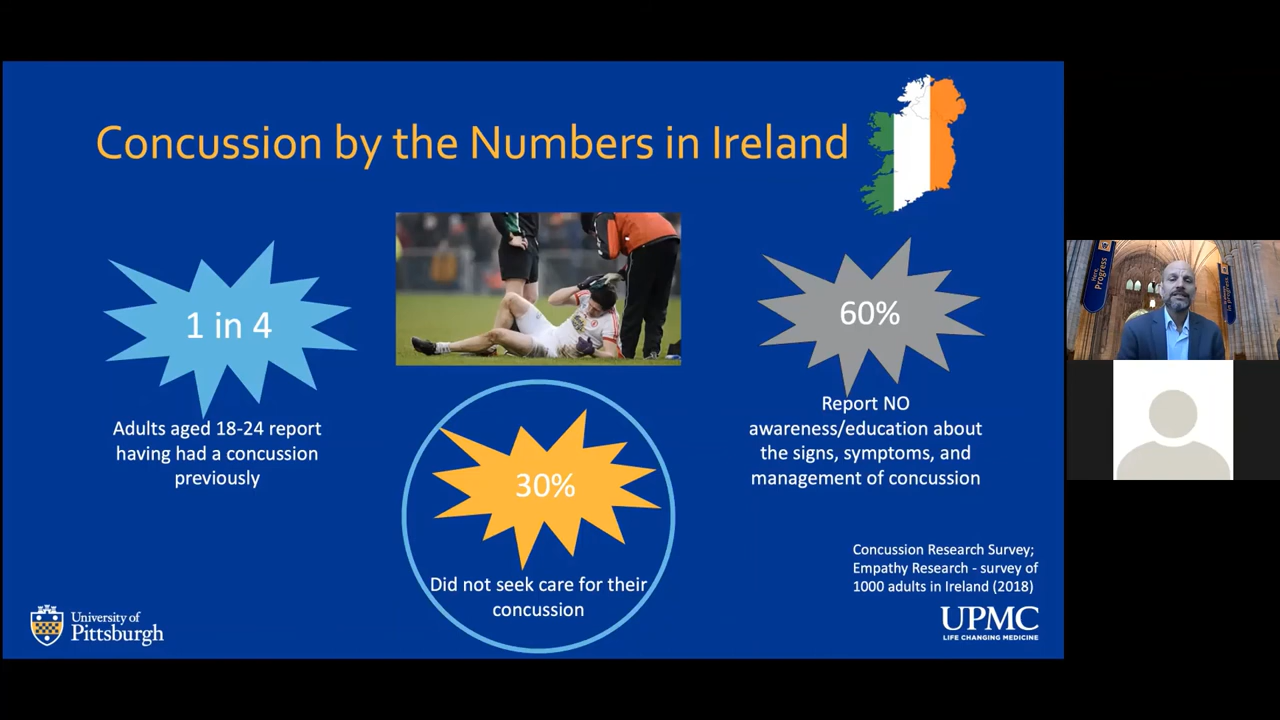 Concussion by the Numbers in Ireland
1 in 4
Adults aged 18-24 report
having had a concussion
previously
30%
Did not seek care for their
concussion
60%
Report NO
awareness/education about
the signs, symptoms, and
management of concussion
Concussion Research Survey;
Empathy Research - survey of
1000 adults in Ireland (2018)
University of
Pittsburgh
UPMC
LIFE CHANGING MEDICINE
Progress